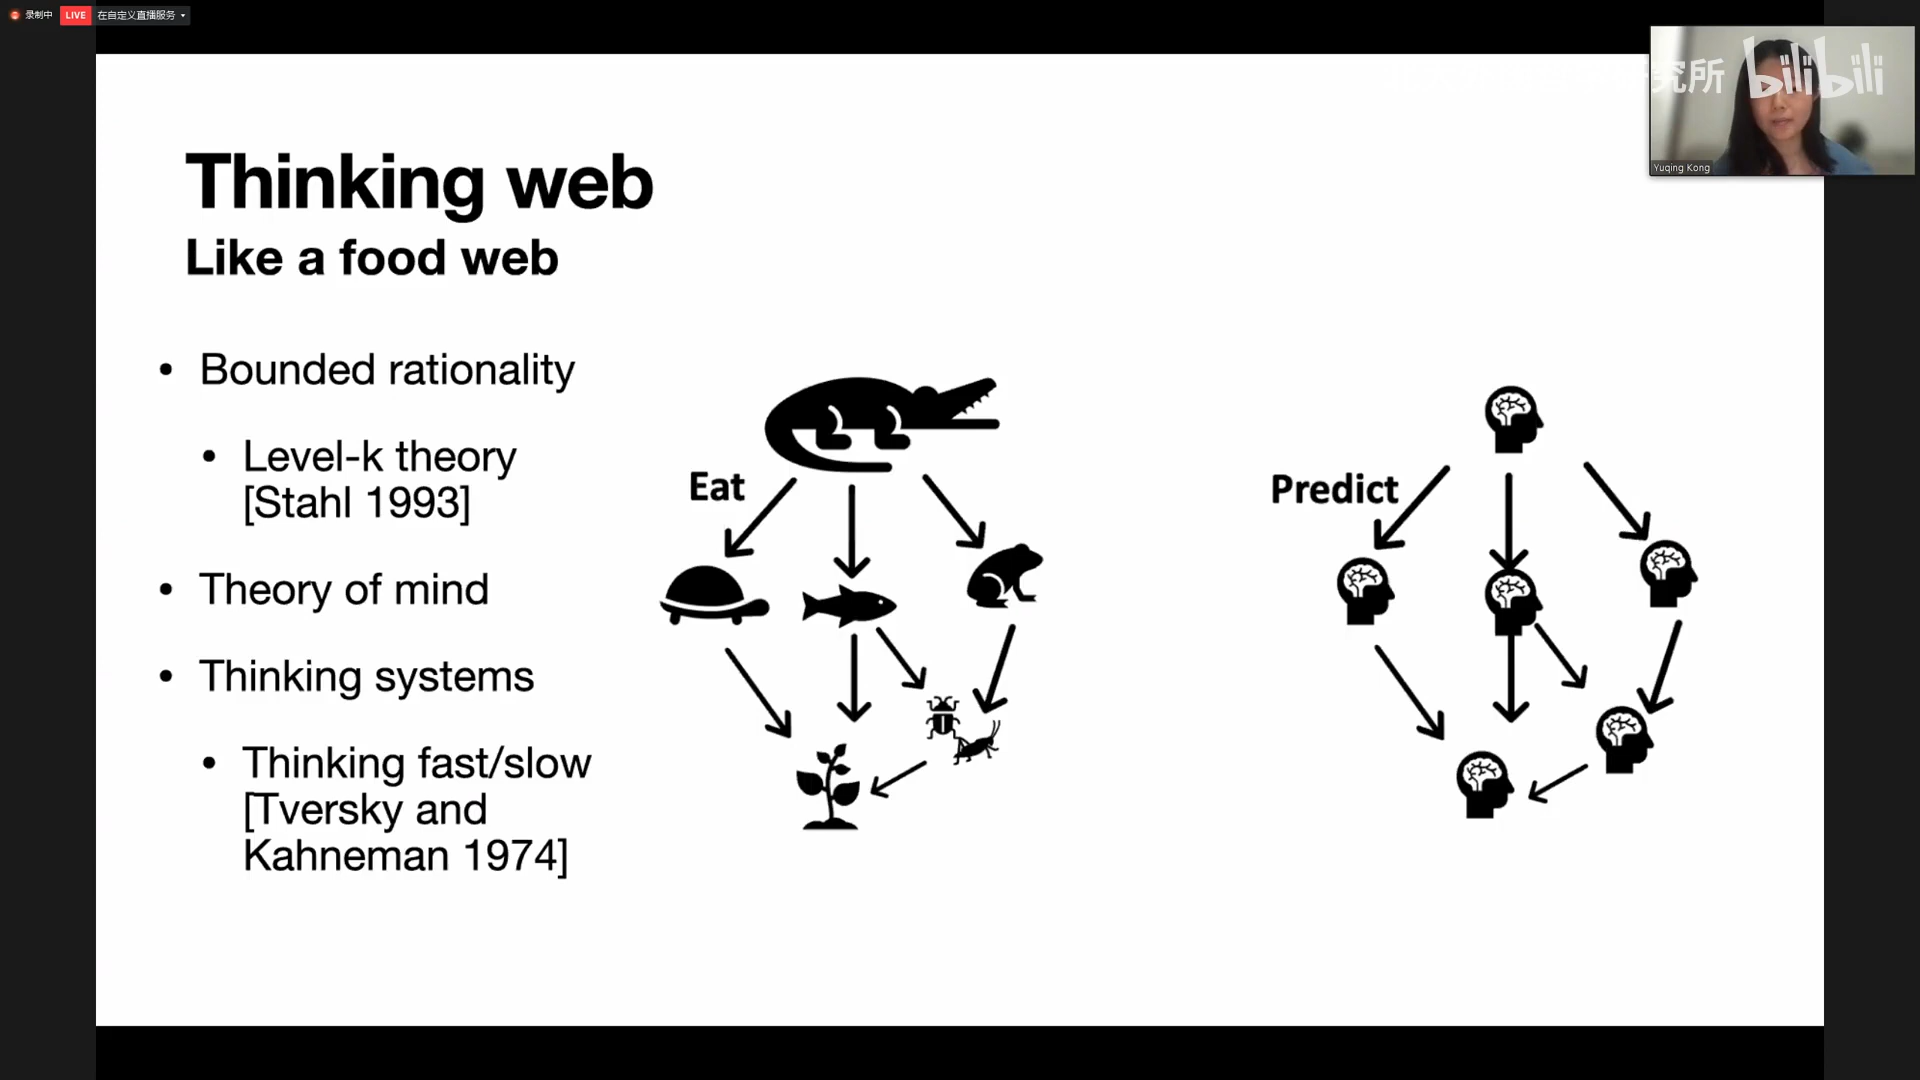 录制中
LIVE
在自定义直播服务
究所
bilibili
Yuqing Kong
Thinking web
Like a food web
• Bounded rationality
• Level-k theory
[Stahl 1993]
• Theory of mind
• Thinking systems
• Thinking fast/slow
[Tversky and
Kahneman 1974]
Eat
Predict